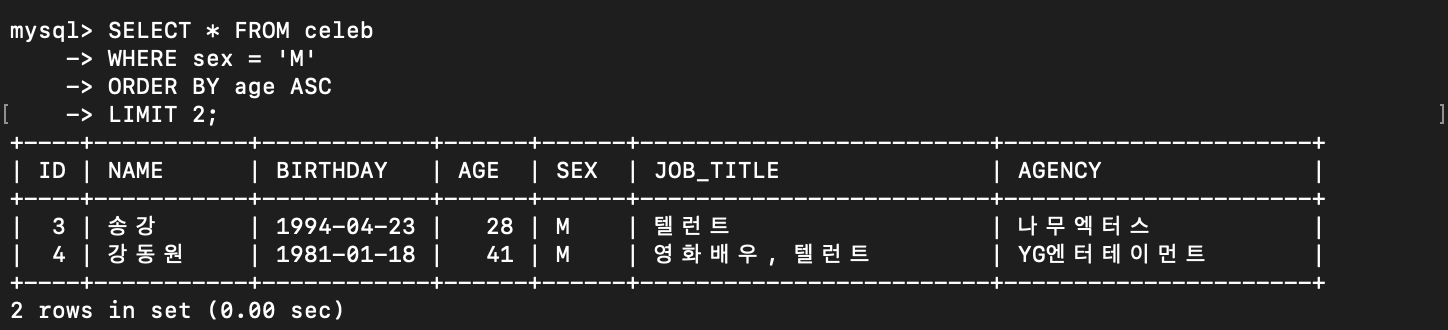 mysql> SELECT * FROM celeb
    -> WHERE sex = 'M'
    -> ORDER BY age ASC
[    -> LIMIT 2; ]
+----+-----------+------------+-----+-----+----------------------+--------------------+
| ID | NAME | BIRTHDAY | AGE | SEX | JOB_TITLE | AGENCY |
+----+-----------+------------+-----+-----+----------------------+--------------------+
| 3 | 송강 | 1994-04-23 | 28 | M | 텔런트 | 나무엑터스 |
| 4 | 강동원 | 1981-01-18 | 41 | M | 영화배우, 텔런트 | YG엔터테이먼트 |
+----+-----------+------------+-----+-----+----------------------+--------------------+
2 rows in set (0.00 sec)